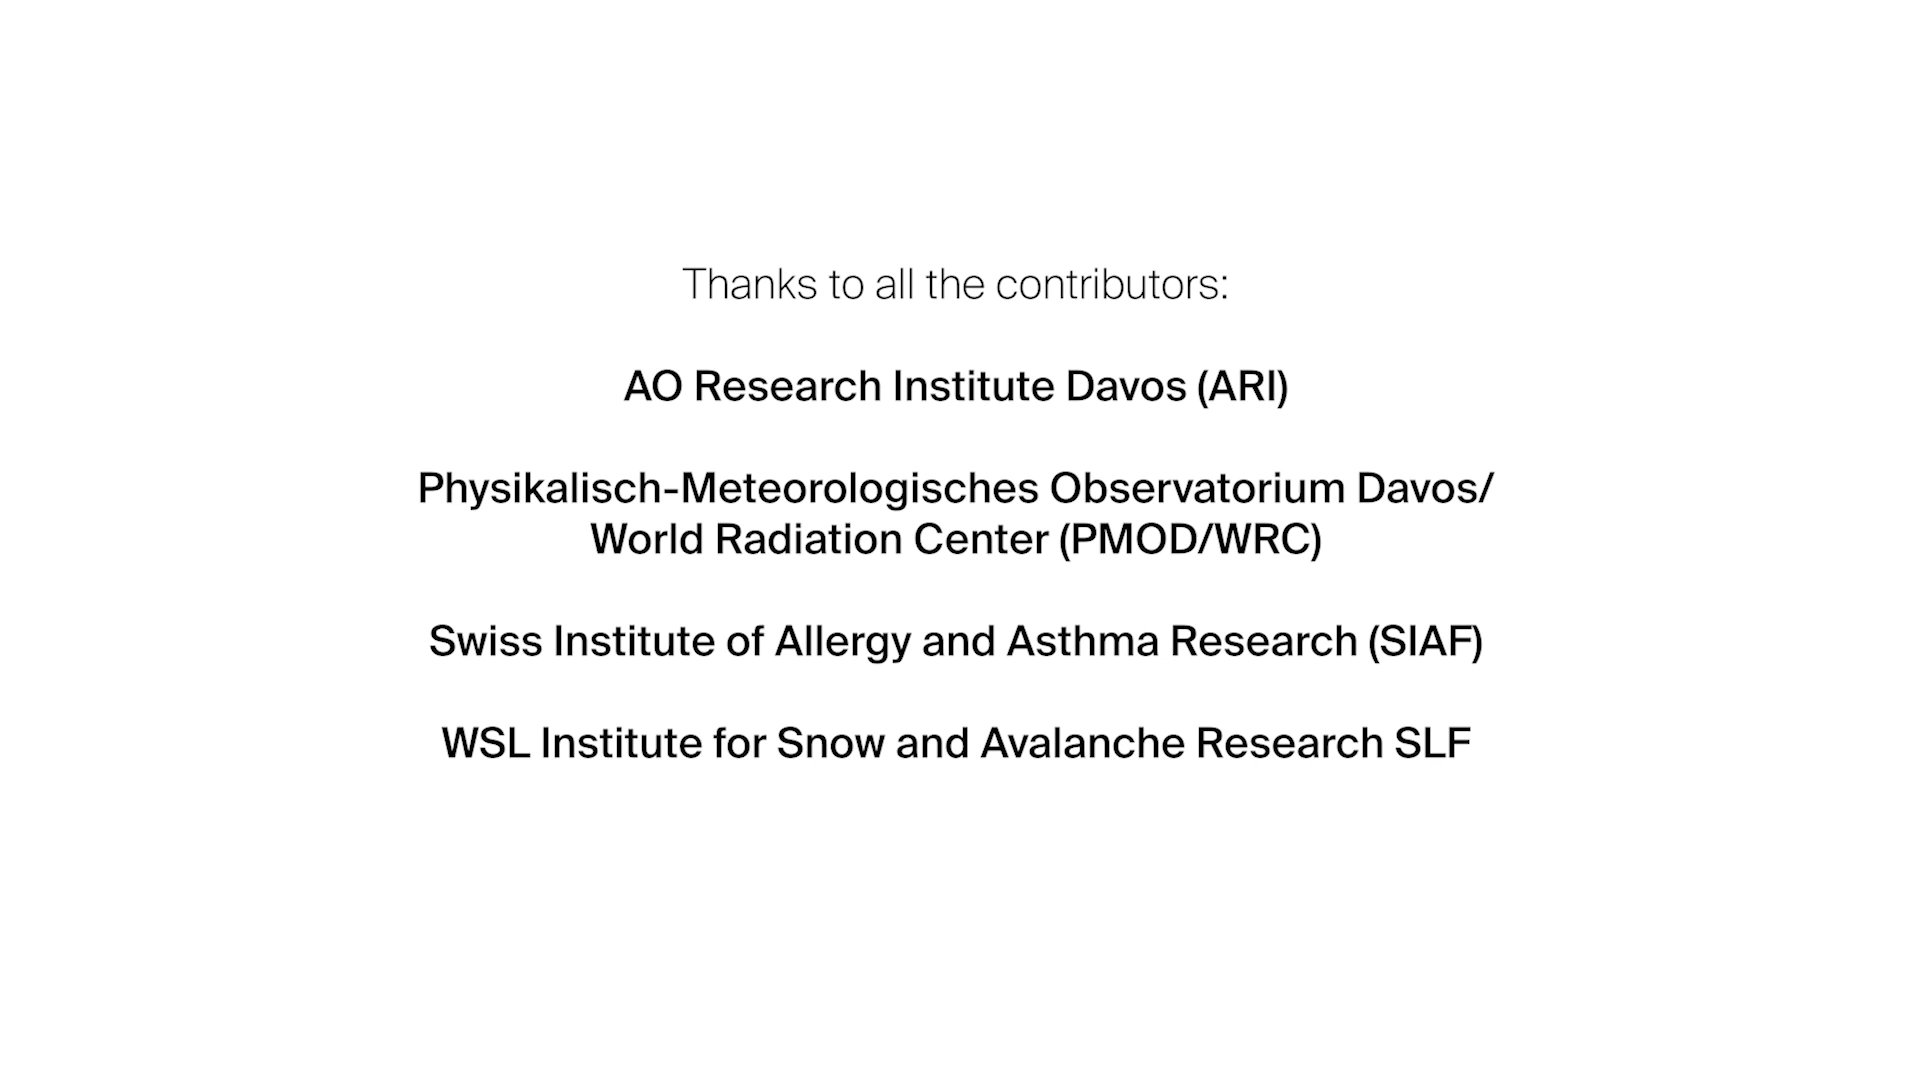 Thanks to all the contributors:
AO Research Institute Davos (ARI)
Physikalisch-Meteorologisches Observatorium Davos/
World Radiation Center (PMOD/WRC)
Swiss Institute of Allergy and Asthma Research (SIAF)
WSL Institute for Snow and Avalanche Research SLF